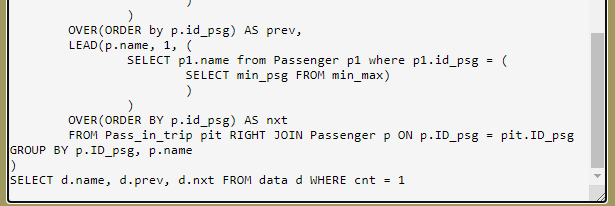 )
)
OVER(ORDER by p.id_psg) AS prev,
LEAD(p.name, 1, (
SELECT p1.name from Passenger p1 where p1.id_psg = (
SELECT min_psg FROM min_max)
)
)
OVER(ORDER BY p.id_psg) AS nxt
FROM Pass_in_trip pit RIGHT JOIN Passenger p ON p.ID_psg = pit.ID_psg
GROUP BY p.ID_psg, p.name
)
SELECT d.name, d.prev, d.nxt FROM data d WHERE cnt = 1